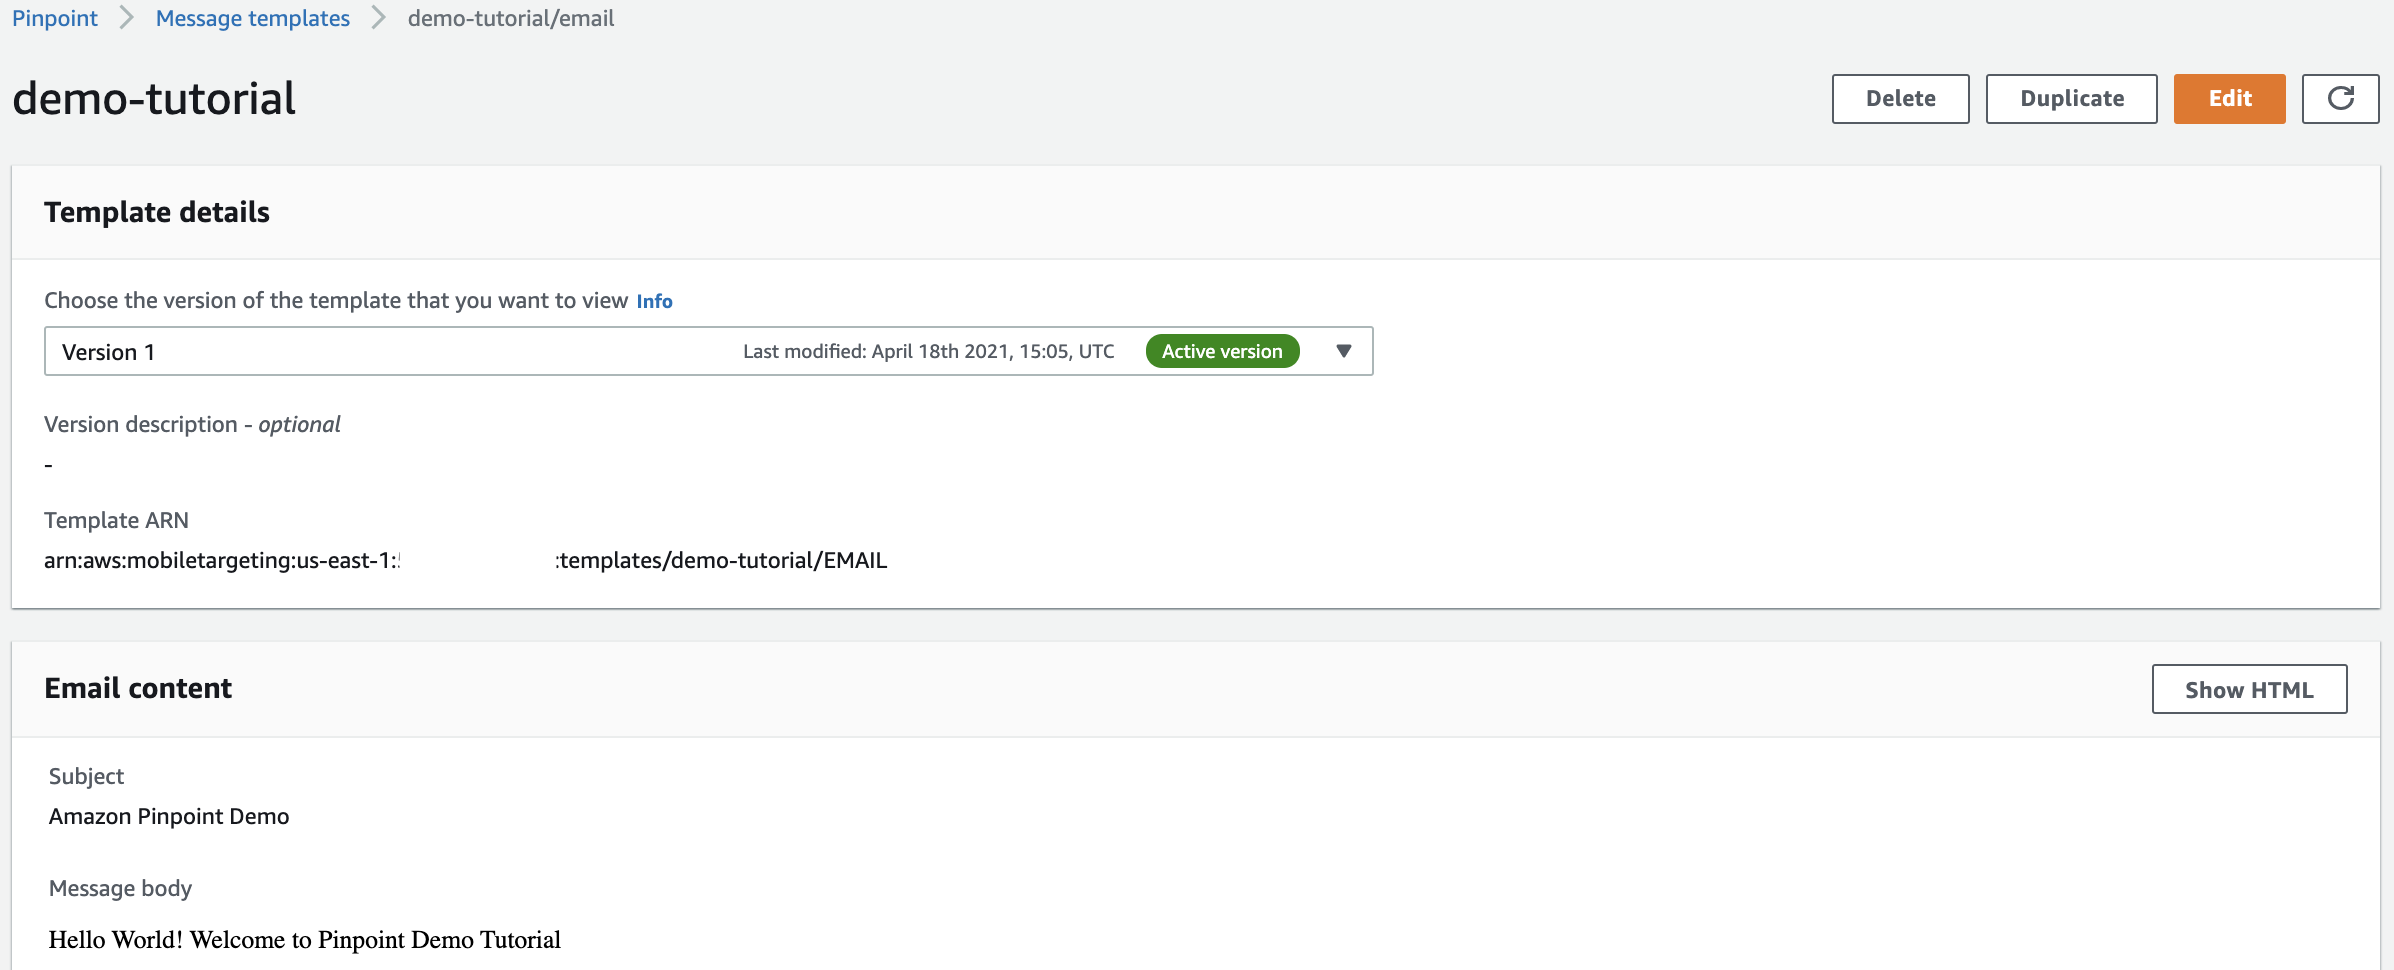 Pinpoint > Message templates > demo-tutorial/email
demo-tutorial
Delete
Duplicate
Edit
Template details
Choose the version of the template that you want to view Info
Version 1 Last modified: April 18th 2021, 15:05, UTC Active version
Version description - optional
-
Template ARN
arn:aws:mobiletargeting:us-east-1: :templates/demo-tutorial/EMAIL
Email content
Show HTML
Subject
Amazon Pinpoint Demo
Message body
Hello World! Welcome to Pinpoint Demo Tutorial